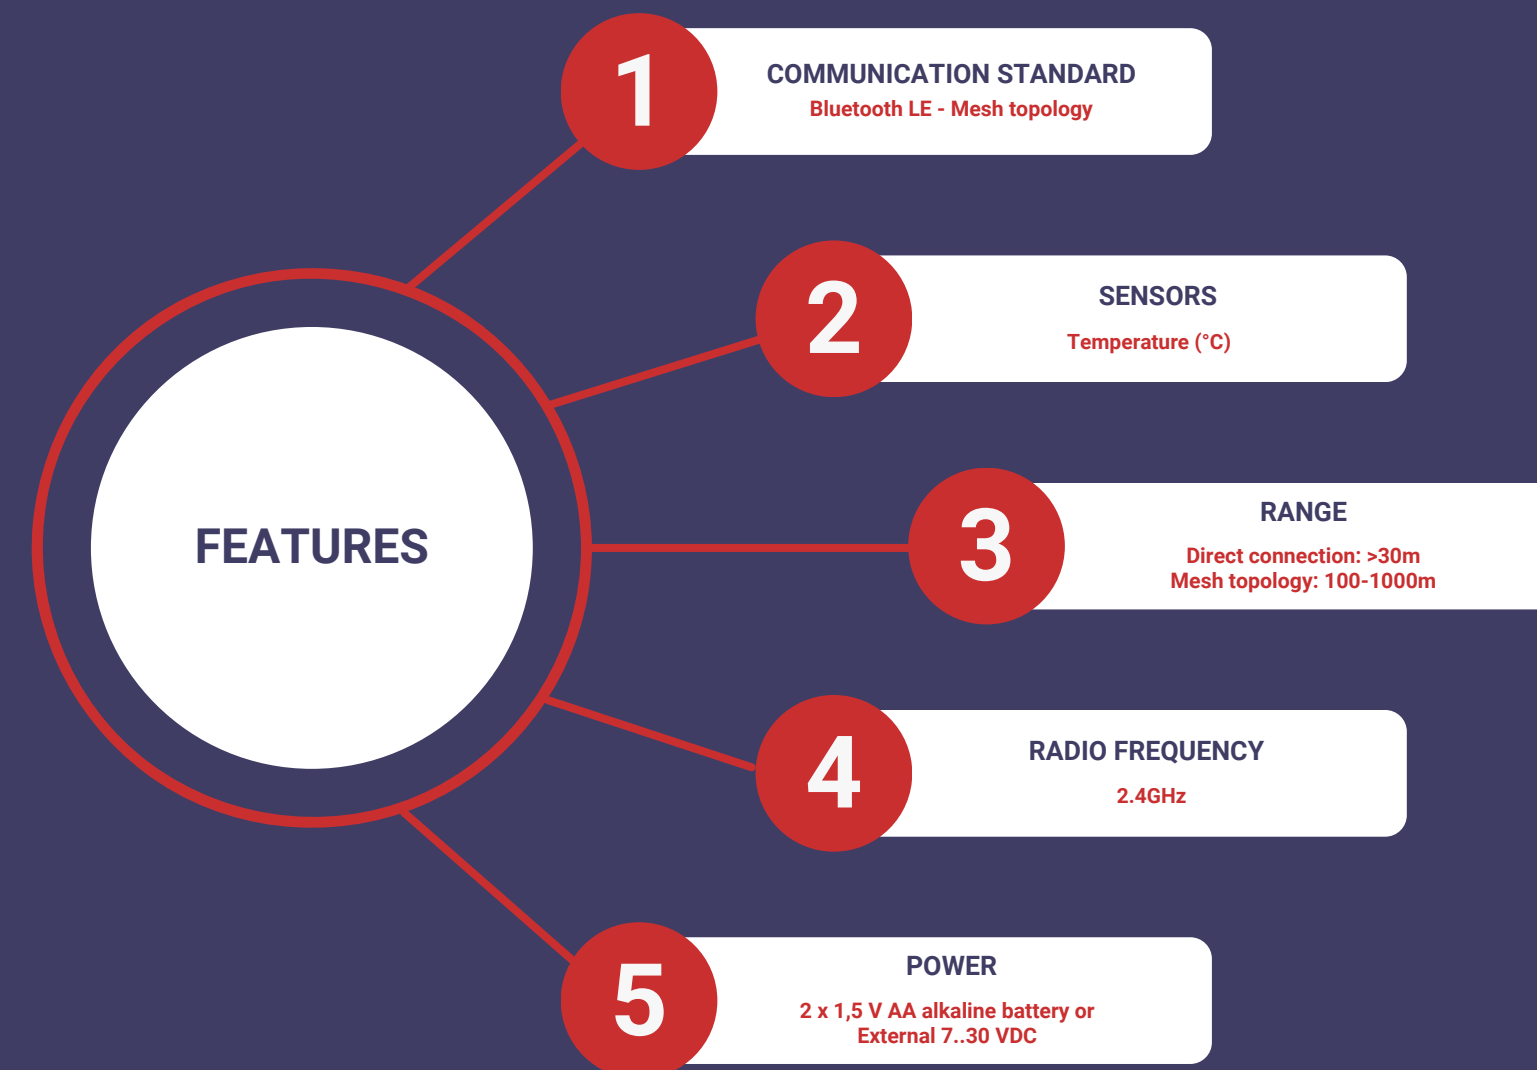 FEATURES
1
COMMUNICATION STANDARD
Bluetooth LE - Mesh topology
2
SENSORS
Temperature (°C)
3
RANGE
Direct connection: >30m
Mesh topology: 100-1000m
4
RADIO FREQUENCY
2.4GHz
5
POWER
2 x 1,5 V AA alkaline battery or
External 7..30 VDC